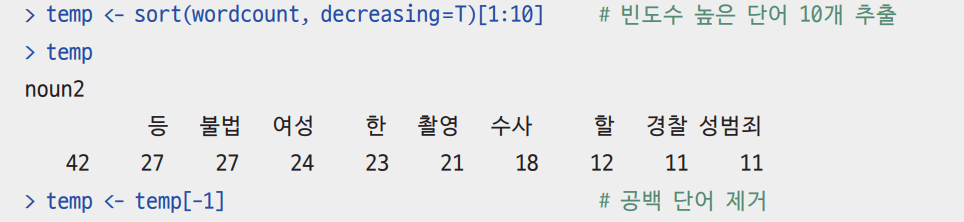 > temp <- sort(wordcount, decreasing=T)[1:10] # 빈도수 높은 단어 10개 추출
> temp
noun2
등 불법 여성 한 촬영 수사 할 경찰 성범죄
42 27 27 24 23 21 18 12 11 11
> temp <- temp[-1] # 공백 단어 제거